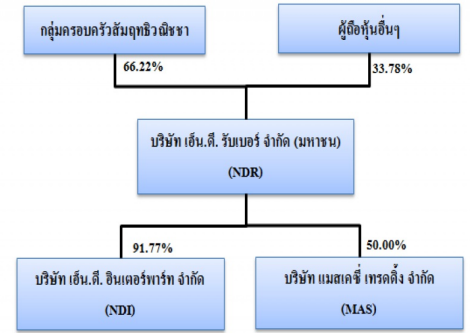 กลุ่มครอบครัวสัมฤทธิวณิชชา
ผู้ถือหุ้นอื่นๆ
66.22%
33.78%
บริษัท เอ็น.ดี. รับเบอร์ จำกัด (มหาชน)
(NDR)
91.77%
50.00%
บริษัท เอ็น.ดี. อินเตอร์พาร์ท จำกัด
(NDI)
บริษัท แมสเคซี่ เทรดดิ้ง จำกัด
(MAS)